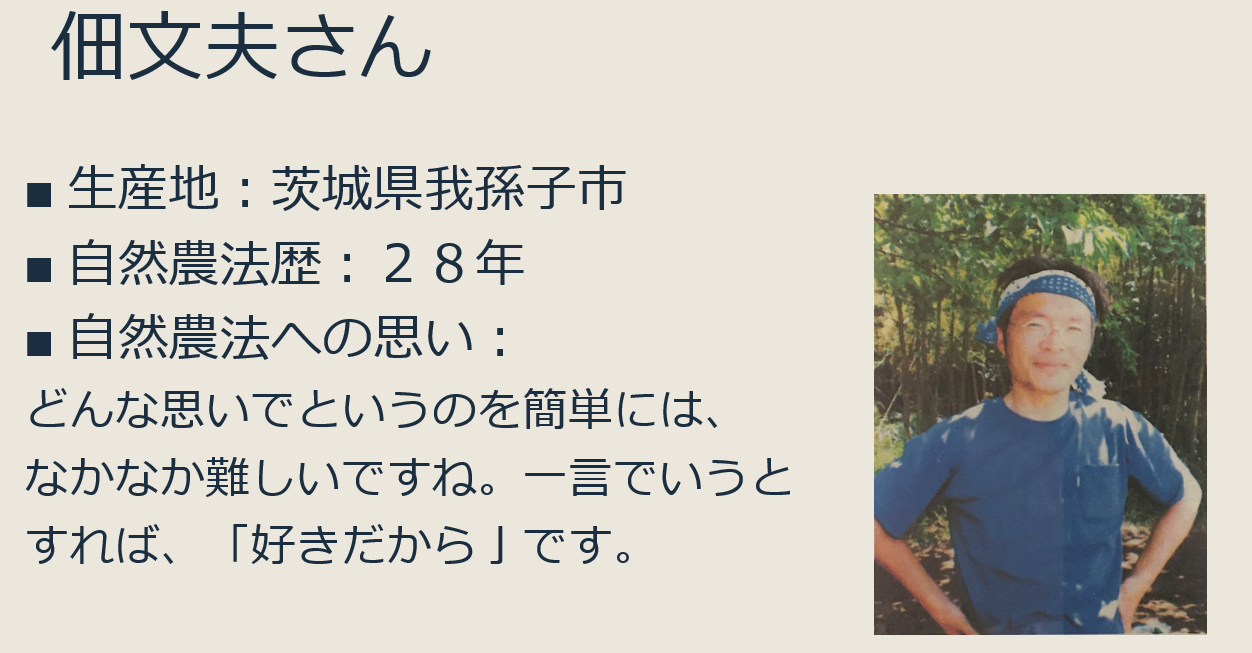 佃文夫さん
■ 生産地：茨城県我孫子市
■ 自然農法歴：２８年
■ 自然農法への思い：
どんな思いでというのを簡単には、
なかなか難しいですね。一言でいうと
すれば、「好きだから」です。